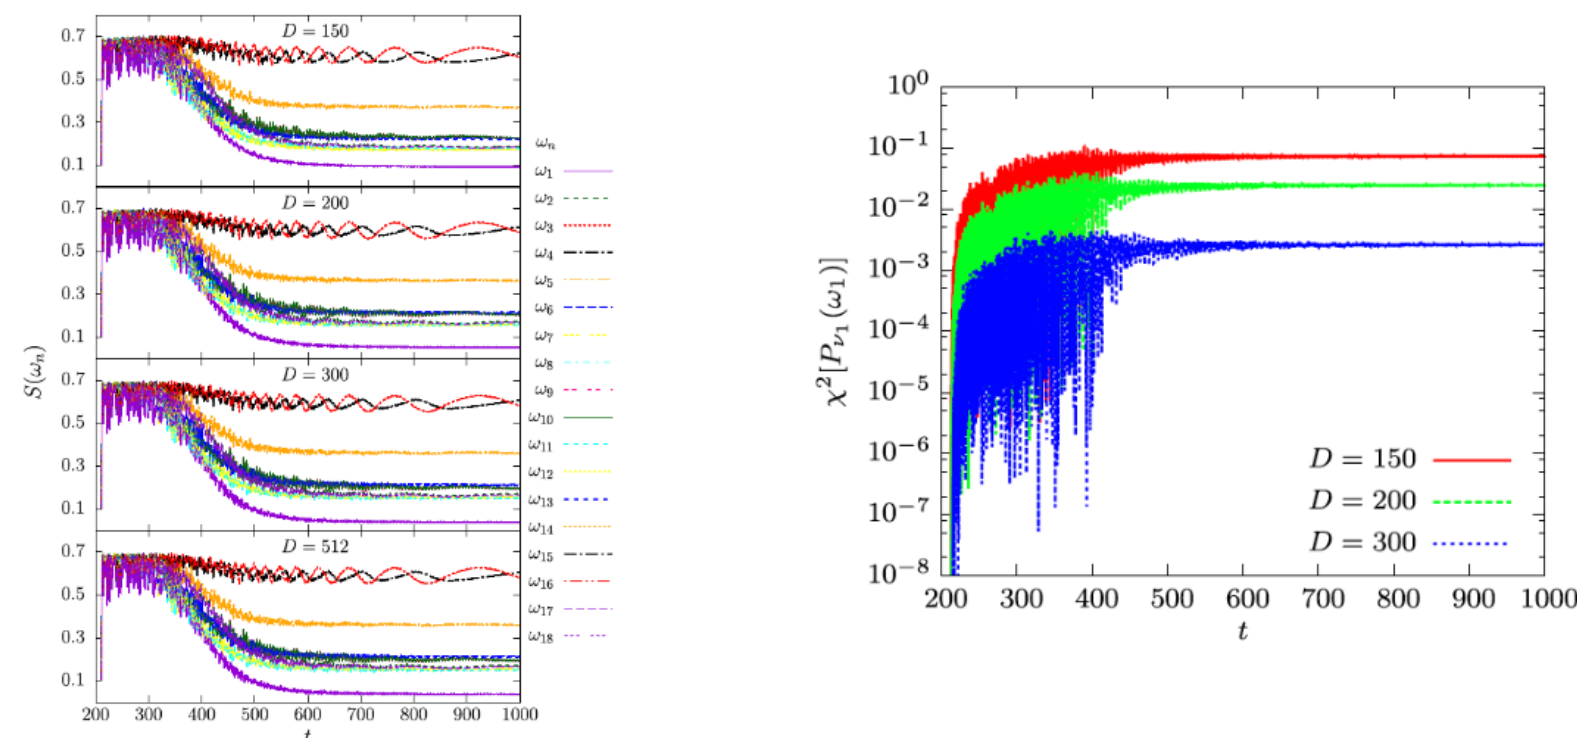 D = 150
0.7
0.5
0.3
0.1
D = 200
0.7
0.5
0.3
0.1
D = 300
0.7
0.5
0.3
0.1
D = 512
0.7
0.5
0.3
0.1
S(ωₙ)
200 300 400 500 600 700 800 900 1000
t
ωₙ
ω₁
ω₂
ω₃
ω₄
ω₅
ω₆
ω₇
ω₈
ω₉
ω₁₀
ω₁₁
ω₁₂
ω₁₃
ω₁₄
ω₁₅
ω₁₆
ω₁₇
ω₁₈
10⁰
10⁻¹
10⁻²
10⁻³
10⁻⁴
10⁻⁵
10⁻⁶
10⁻⁷
10⁻⁸
χ²[P_ν₁(ω₁)]
D = 150
D = 200
D = 300
200 300 400 500 600 700 800 900 1000
t